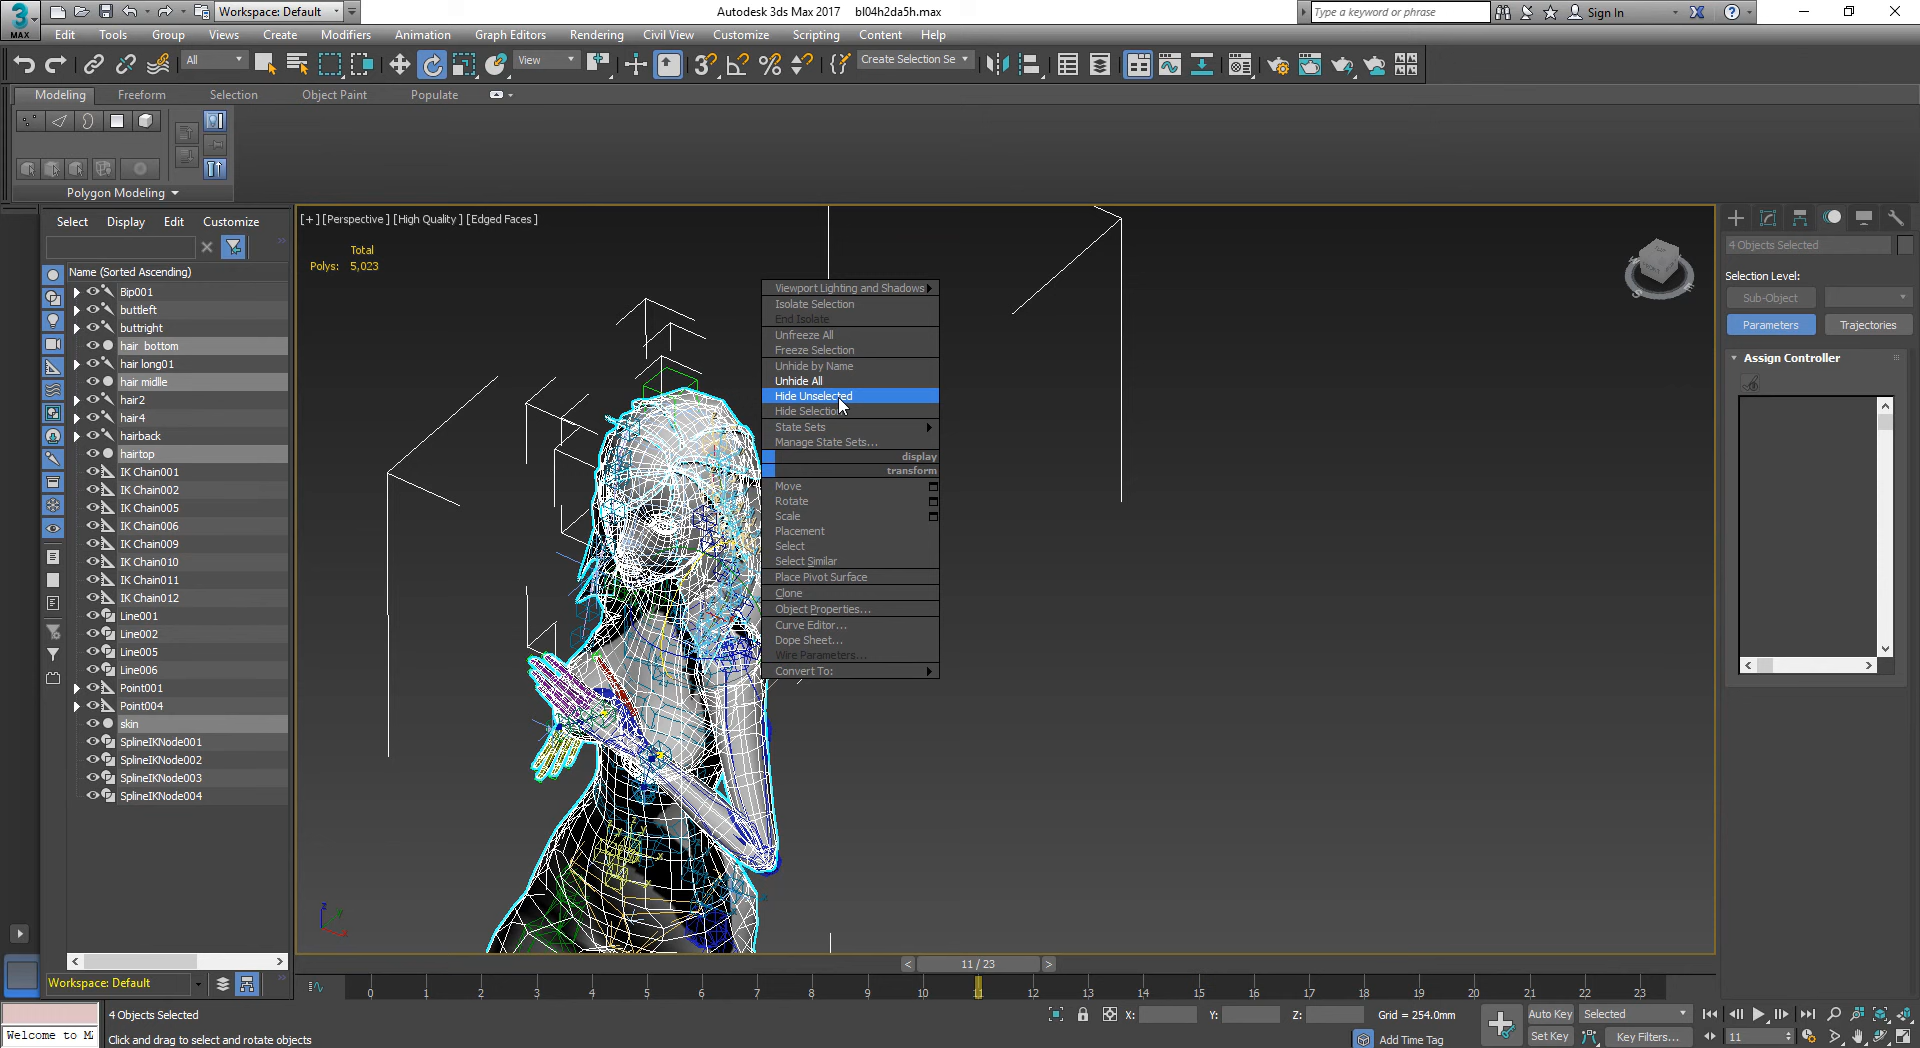 3
MAX
Workspace: Default
Autodesk 3ds Max 2017 bl04h2da5h.max
Type a keyword or phrase
Sign In
Edit Tools Group Views Create Modifiers Animation Graph Editors Rendering Civil View Customize Scripting Content Help
All
View
Create Selection Se
Modeling Freeform Selection Object Paint Populate
Polygon Modeling
Select Display Edit Customize
Name (Sorted Ascending)
Bip001
buttleft
buttright
hair bottom
hair long01
hair midlle
hair2
hair4
hairback
hairtop
IK Chain001
IK Chain002
IK Chain005
IK Chain006
IK Chain009
IK Chain010
IK Chain011
IK Chain012
Line001
Line002
Line005
Line006
Point001
Point004
skin
SplineIKNode001
SplineIKNode002
SplineIKNode003
SplineIKNode004
Workspace: Default
[+] [Perspective ] [High Quality ] [Edged Faces ]
Total
Polys: 5,023
Viewport Lighting and Shadows
Isolate Selection
End Isolate
Unfreeze All
Freeze Selection
Unhide by Name
Unhide All
Hide Unselected
Hide Selection
State Sets
Manage State Sets...
display
transform
Move
Rotate
Scale
Placement
Select
Select Similar
Place Pivot Surface
Clone
Object Properties...
Curve Editor...
Dope Sheet...
Wire Parameters...
Convert To:
4 Objects Selected
Selection Level:
Sub-Object
Parameters Trajectories
Assign Controller
< 11 / 23 >
0 1 2 3 4 5 6 7 8 9 10 11 12 13 14 15 16 17 18 19 20 21 22 23
Welcome to M
4 Objects Selected
Click and drag to select and rotate objects
X: Y: Z: Grid = 254.0mm
Add Time Tag
Auto Key Selected
Set Key Key Filters...
11